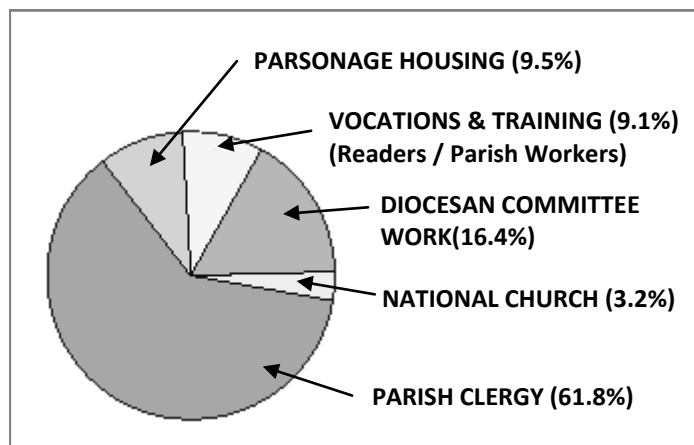 PARSONAGE HOUSING (9.5%)
VOCATIONS & TRAINING (9.1%)
(Readers / Parish Workers)
DIOCESAN COMMITTEE
WORK(16.4%)
NATIONAL CHURCH (3.2%)
PARISH CLERGY (61.8%)